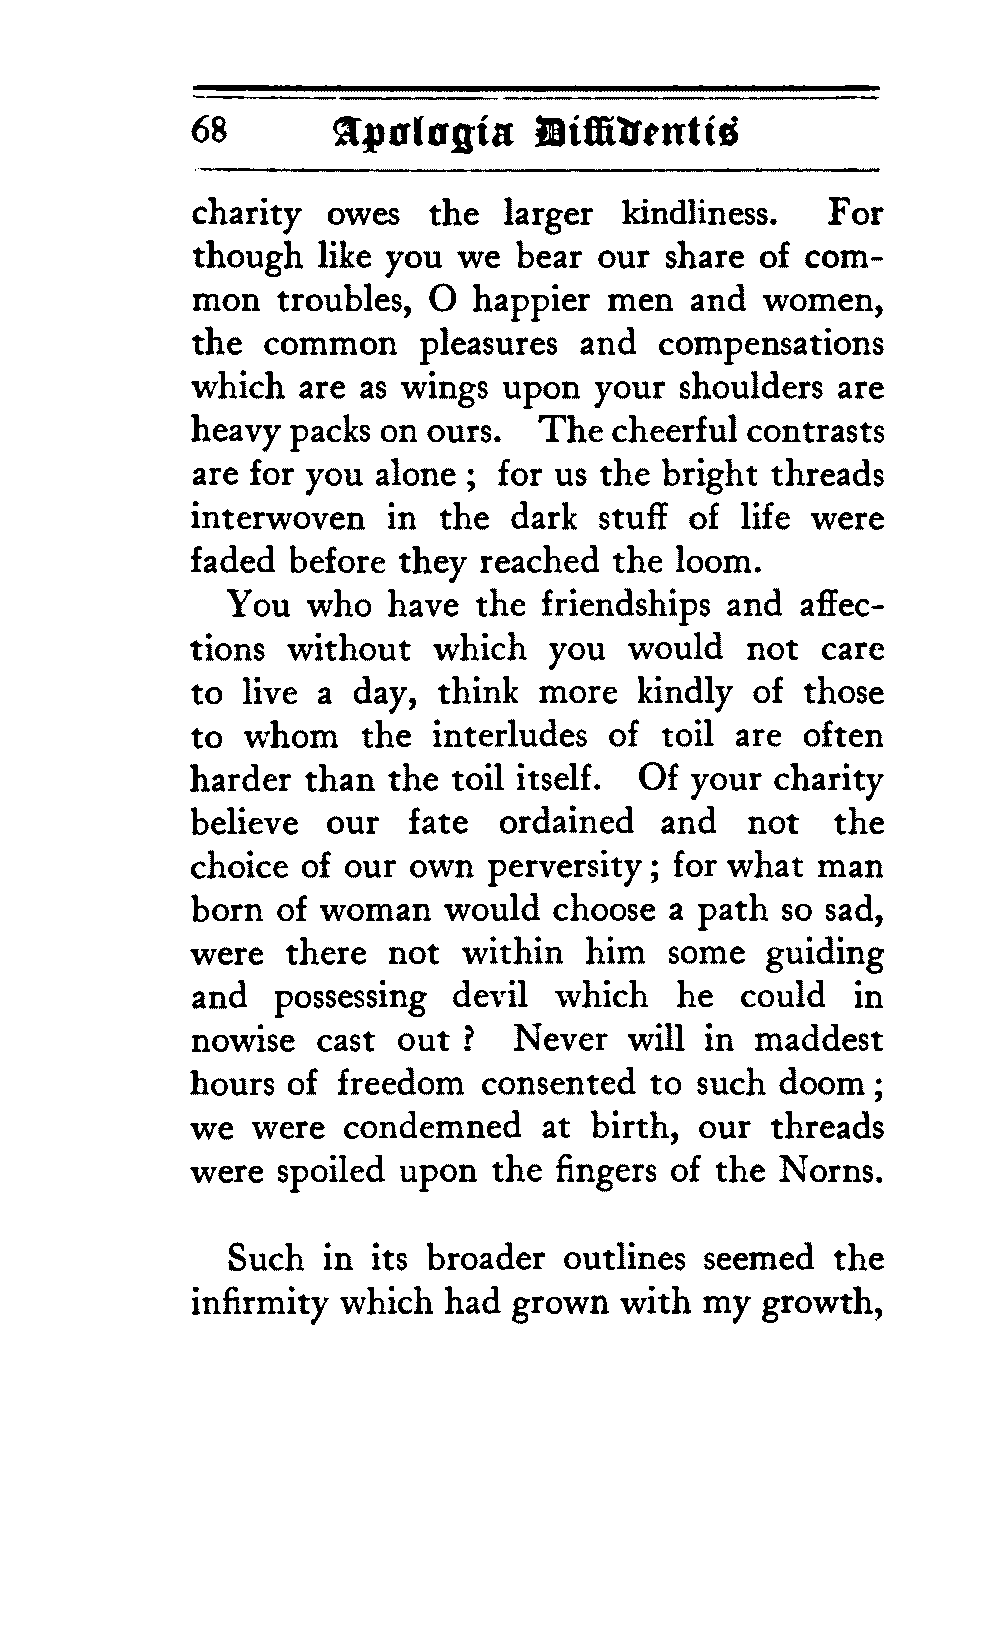 68 Apologia Diffidentis
charity owes the larger kindliness. For
though like you we bear our share of com-
mon troubles, O happier men and women,
the common pleasures and compensations
which are as wings upon your shoulders are
heavy packs on ours. The cheerful contrasts
are for you alone ; for us the bright threads
interwoven in the dark stuff of life were
faded before they reached the loom.
You who have the friendships and affec-
tions without which you would not care
to live a day, think more kindly of those
to whom the interludes of toil are often
harder than the toil itself. Of your charity
believe our fate ordained and not the
choice of our own perversity ; for what man
born of woman would choose a path so sad,
were there not within him some guiding
and possessing devil which he could in
nowise cast out ? Never will in maddest
hours of freedom consented to such doom ;
we were condemned at birth, our threads
were spoiled upon the fingers of the Norns.
Such in its broader outlines seemed the
infirmity which had grown with my growth,